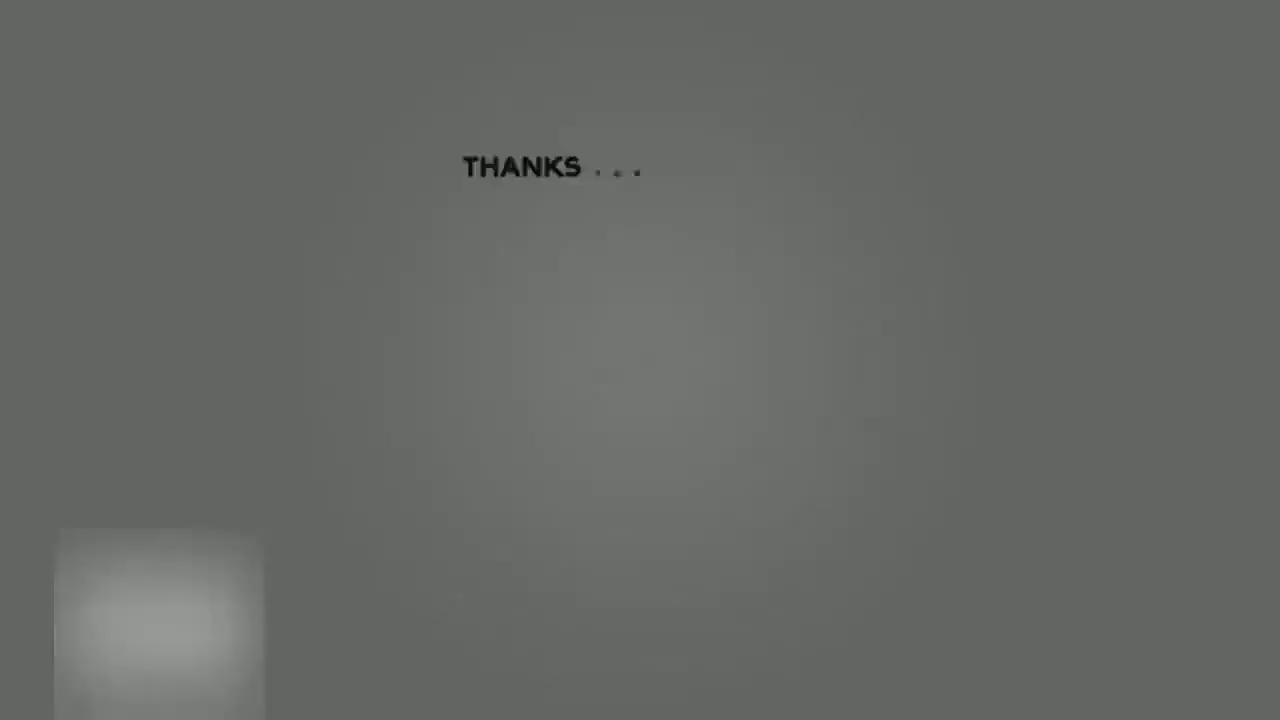 THANKS . . .